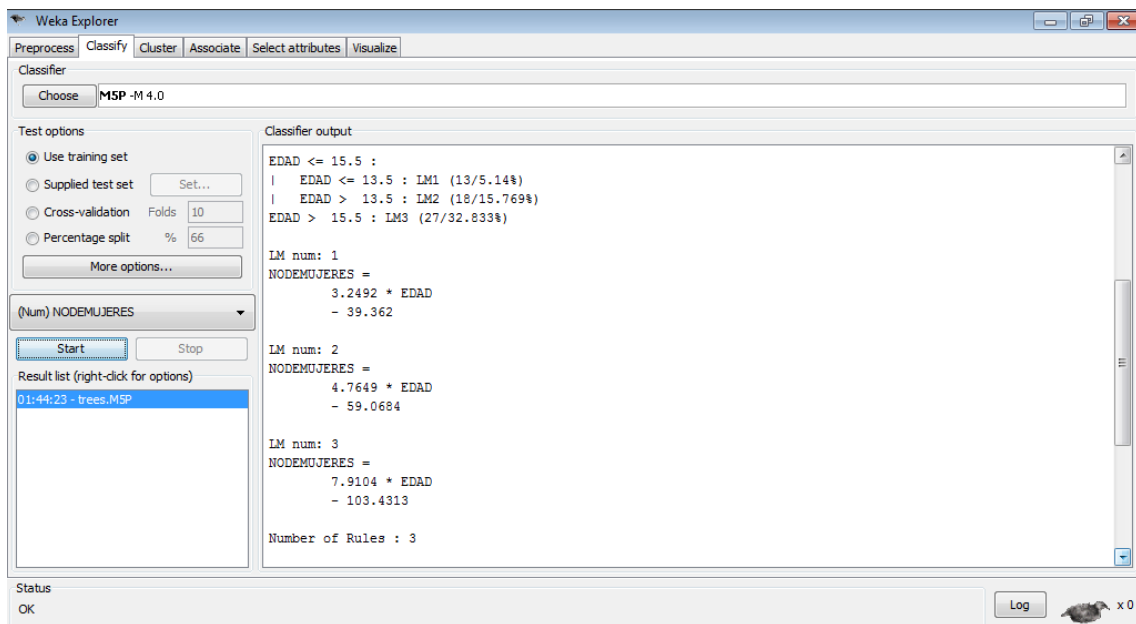 Weka Explorer
Preprocess Classify Cluster Associate Select attributes Visualize
Classifier
Choose M5P -M 4.0
Test options
Use training set
Supplied test set Set...
Cross-validation Folds 10
Percentage split % 66
More options...
(Num) NODEMUJERES
Start Stop
Result list (right-click for options)
01:44:23 - trees.M5P
Classifier output
EDAD <= 15.5 :
| EDAD <= 13.5 : LM1 (13/5.14%)
| EDAD > 13.5 : LM2 (18/15.769%)
EDAD > 15.5 : LM3 (27/32.833%)
LM num: 1
NODEMUJERES =
3.2492 * EDAD
- 39.362
LM num: 2
NODEMUJERES =
4.7649 * EDAD
- 59.0684
LM num: 3
NODEMUJERES =
7.9104 * EDAD
- 103.4313
Number of Rules : 3
Status
OK
Log x 0